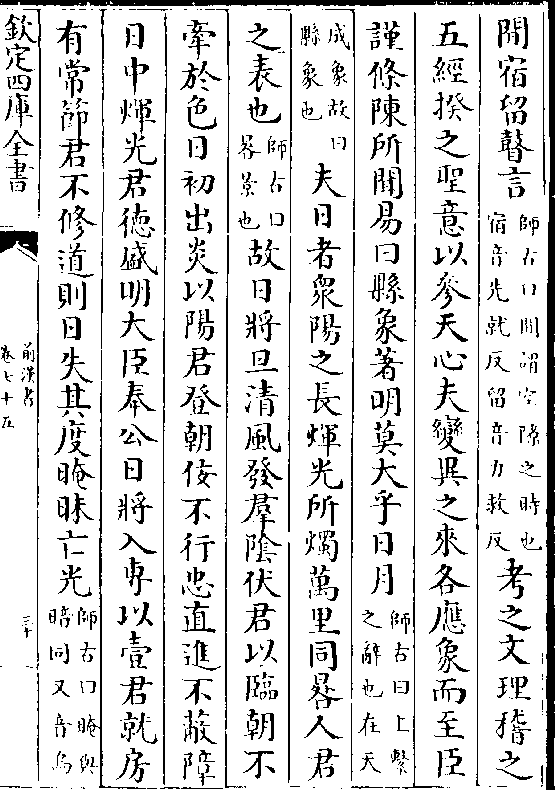 閒宿留瞽言師古曰閒謂空隙之時也宿音先就反留音力救反考之文理稽之
五經揆之聖意以參天心夫變異之來各應象而至臣
謹條陳所聞易曰縣象著明莫大乎日月師古曰上繫之辭也在天
成象故曰縣象也夫日者衆陽之長煇光所燭萬里同晷人君
之表也師古曰晷景也故日將旦清風發羣陰伏君以臨朝不
牽於色日初出炎以陽君登朝佞不行忠直進不蔽障
日中煇光君徳盛明大臣奉公日將入專以壹君就房
有常節君不修道則日失其度晻昧亡光師古曰晻與暗同又音烏
欽定四庫全書
前漢書
卷七十五
三十